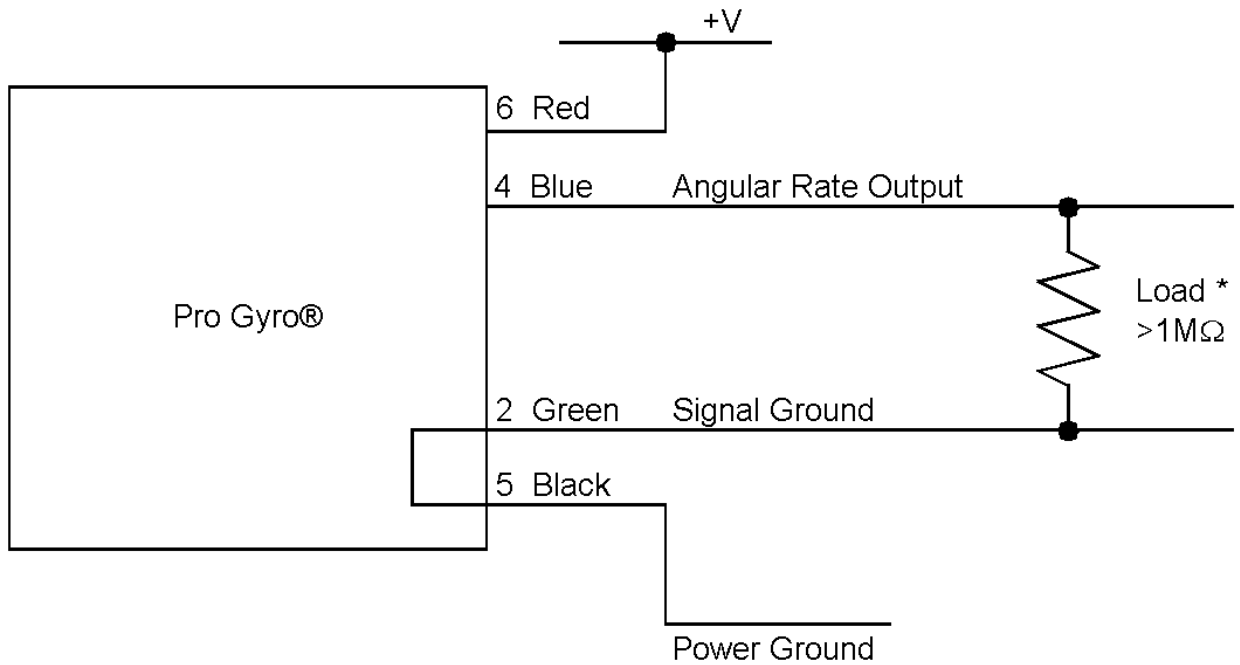 +V
6 Red
4 Blue Angular Rate Output
Pro Gyro®
Load *
>1MΩ
2 Green Signal Ground
5 Black
Power Ground